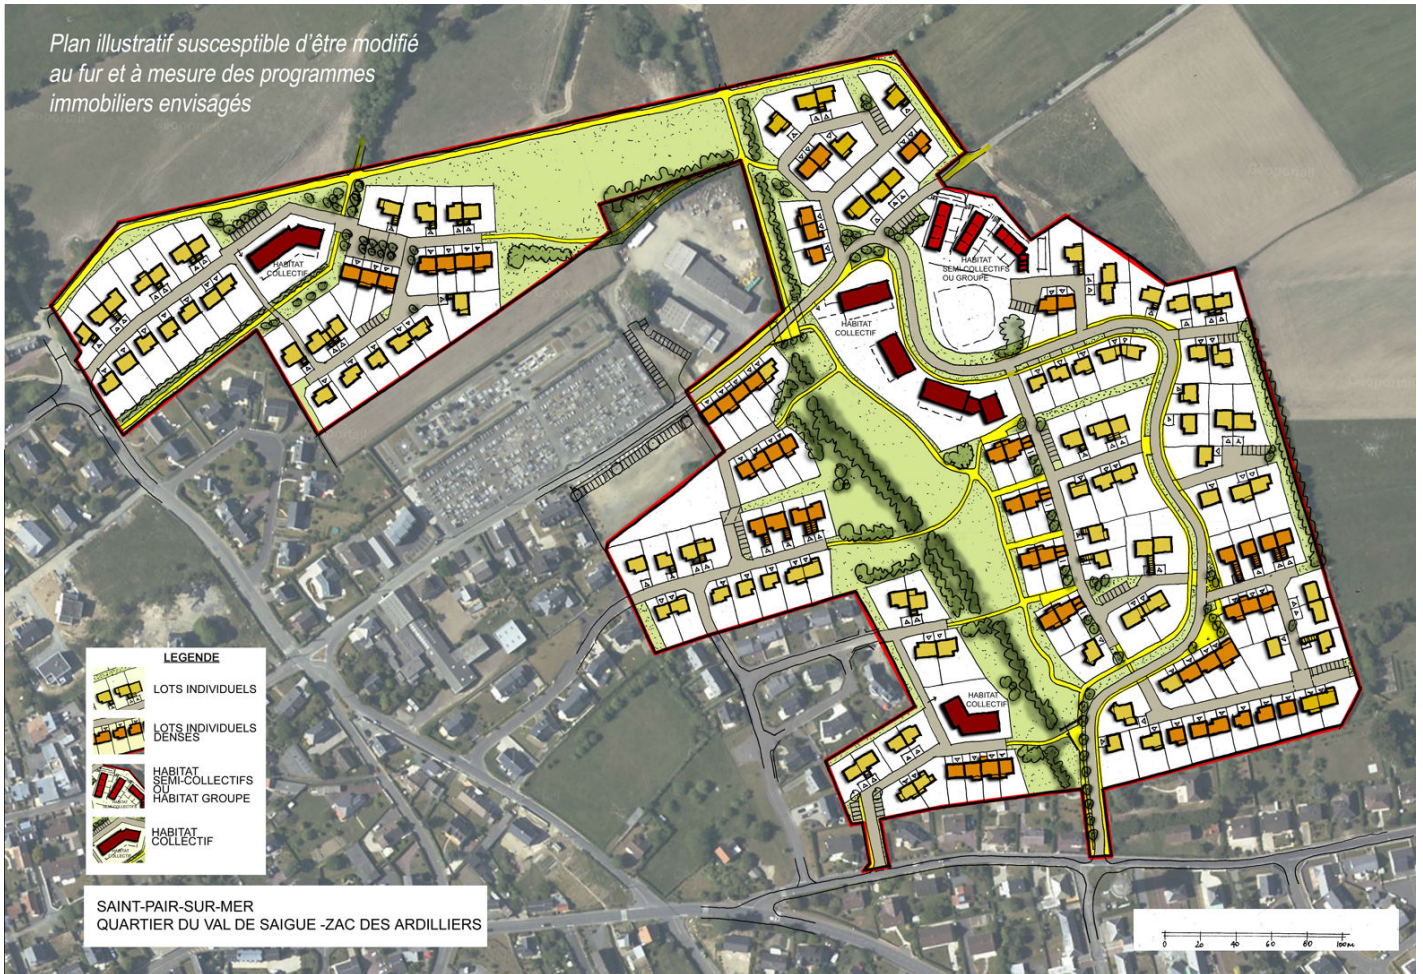 Plan illustratif suscesptible d'être modifié
au fur et à mesure des programmes
immobiliers envisagés
HABITAT
COLLECTIF
HABITAT
SEMI-COLLECTIFS
OU GROUPE
HABITAT
COLLECTIF
HABITAT
COLLECTIF
LEGENDE
LOTS INDIVIDUELS
LOTS INDIVIDUELS
DENSES
HABITAT
SEMI-COLLECTIFS
OU
HABITAT GROUPE
HABITAT
COLLECTIF
SAINT-PAIR-SUR-MER
QUARTIER DU VAL DE SAIGUE -ZAC DES ARDILLIERS
0 20 40 60 80 100m